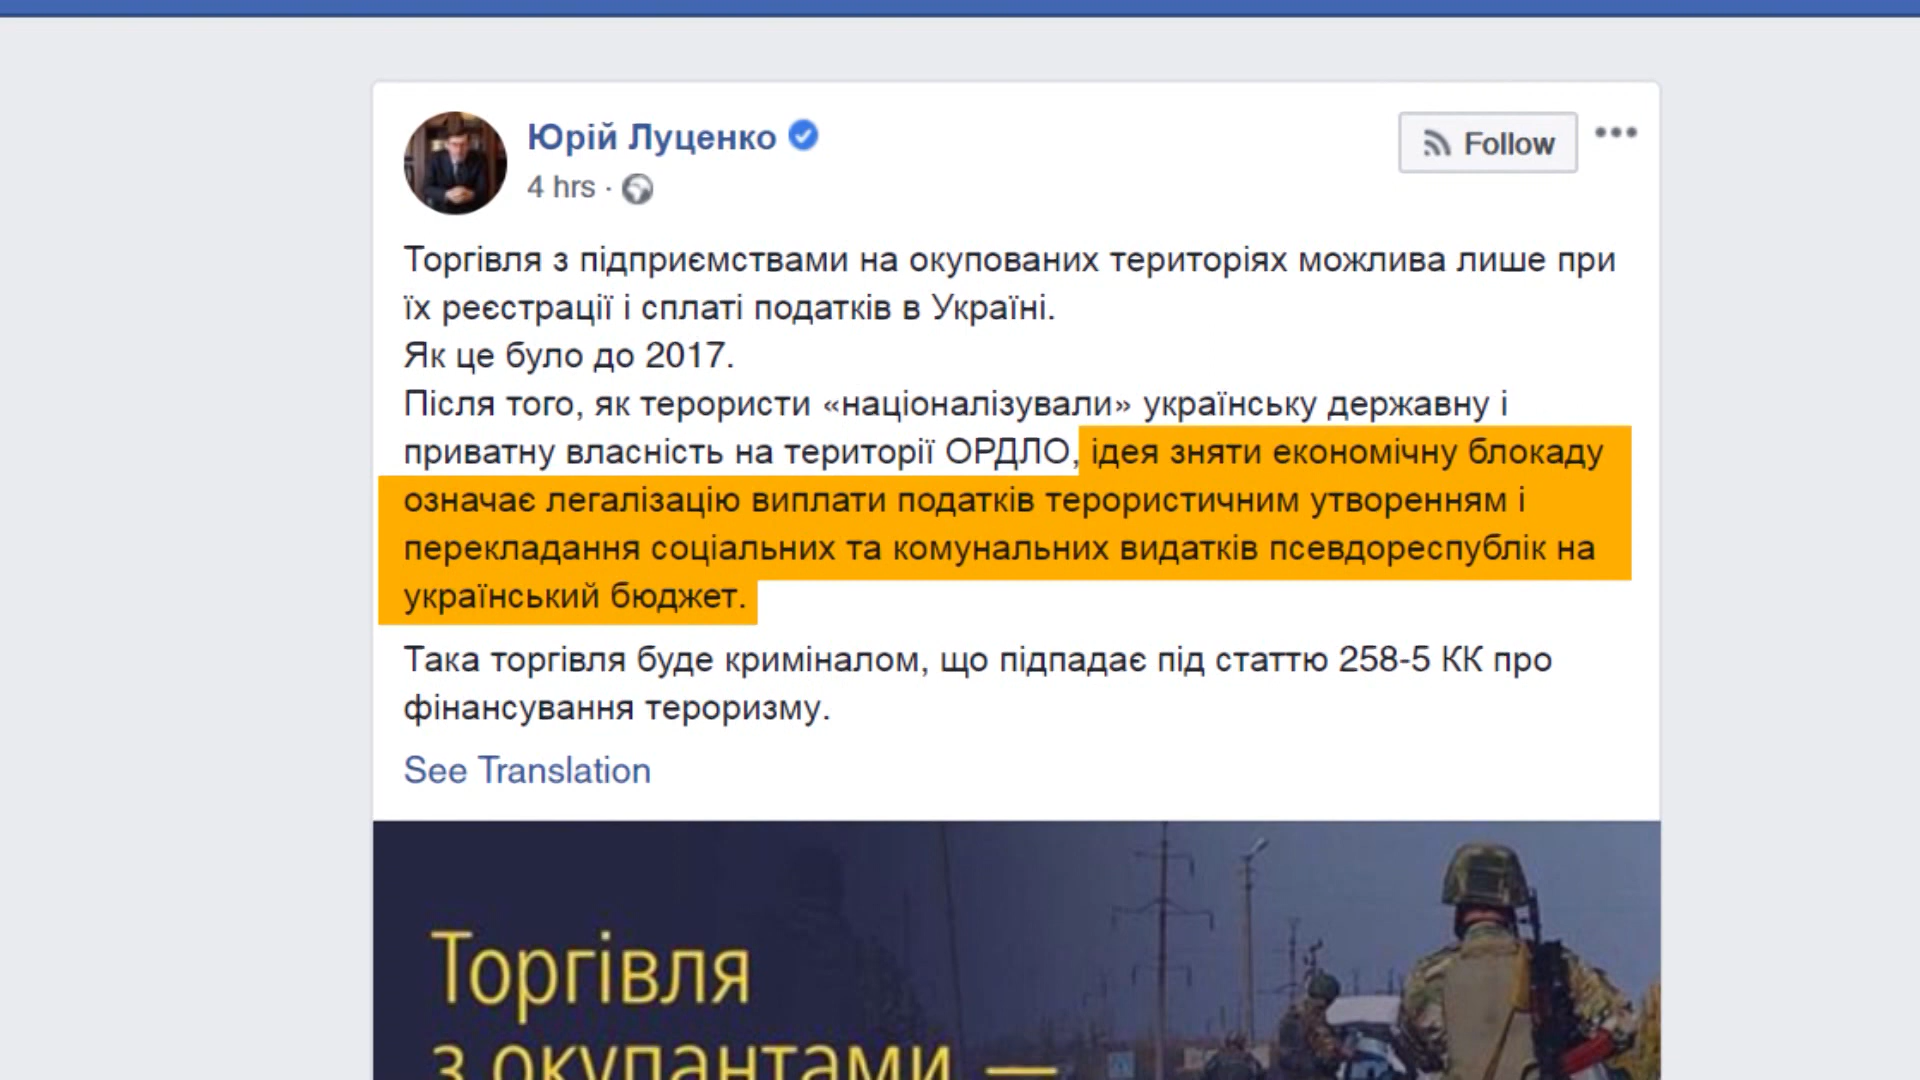 Юрій Луценко
4 hrs ·
Follow
Торгівля з підприємствами на окупованих територіях можлива лише при
їх реєстрації і сплаті податків в Україні.
Як це було до 2017.
Після того, як терористи «націоналізували» українську державну і
приватну власність на території ОРДЛО, ідея зняти економічну блокаду
означає легалізацію виплати податків терористичним утворенням і
перекладання соціальних та комунальних видатків псевдореспублік на
український бюджет.
Така торгівля буде криміналом, що підпадає під статтю 258-5 КК про
фінансування тероризму.
See Translation
Торгівля
з окупантами —